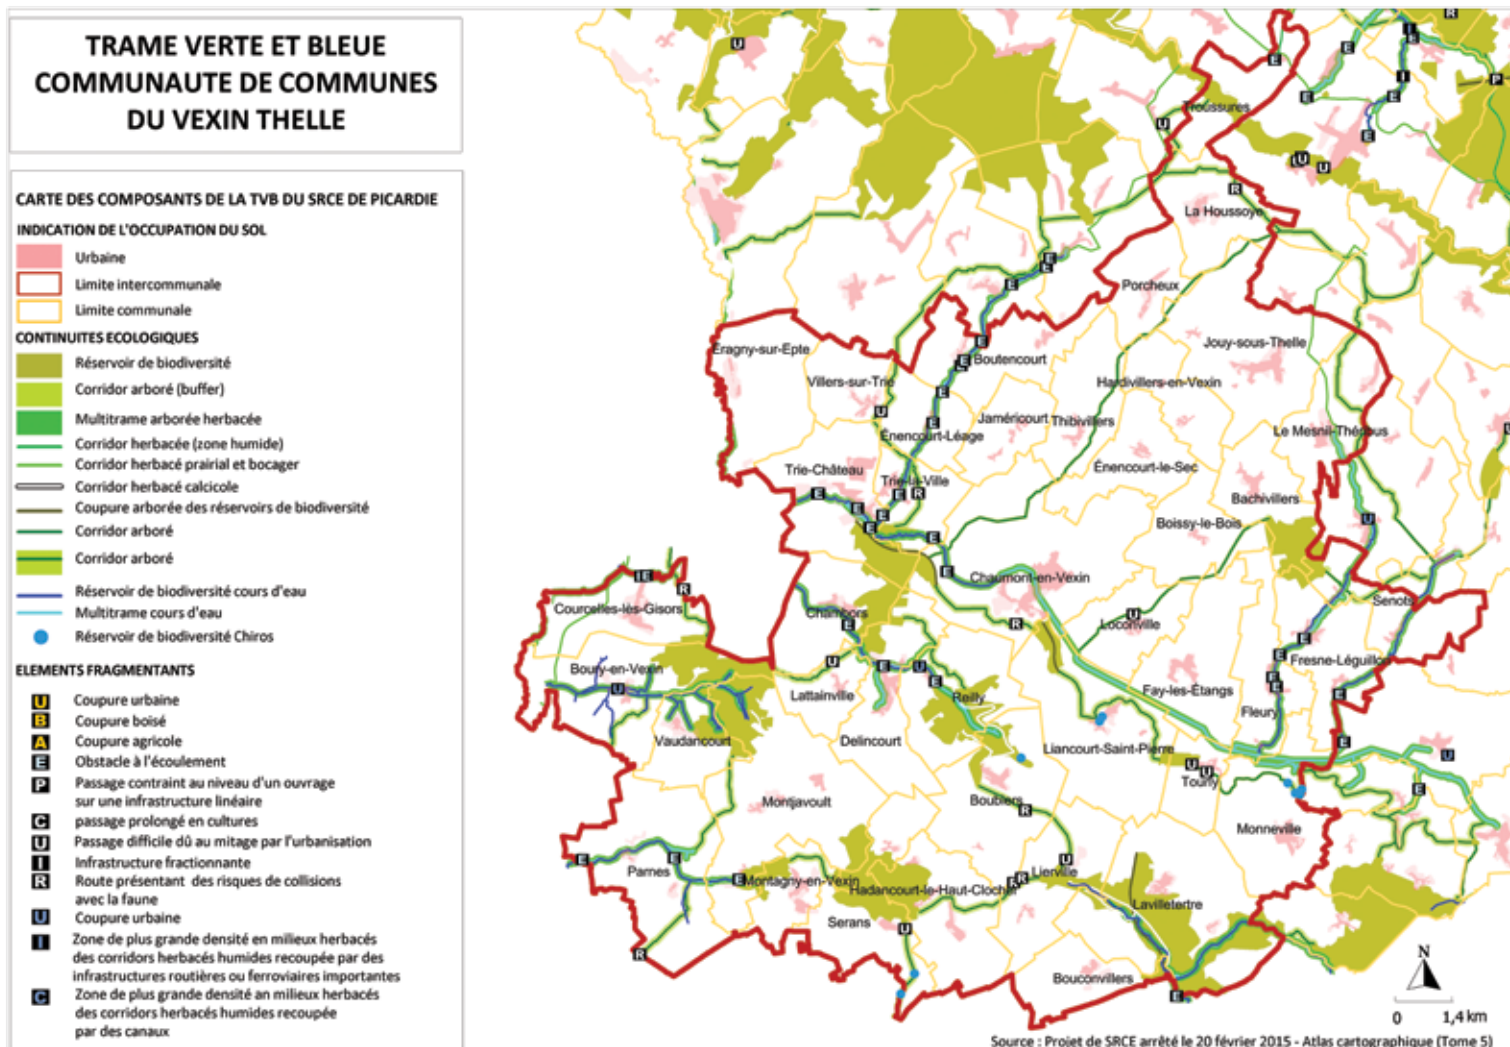 TRAME VERTE ET BLEUE
COMMUNAUTE DE COMMUNES
DU VEXIN THELLE
CARTE DES COMPOSANTS DE LA TVB DU SRCE DE PICARDIE
INDICATION DE L'OCCUPATION DU SOL
Urbaine
Limite intercommunale
Limite communale
CONTINUITES ECOLOGIQUES
Réservoir de biodiversité
Corridor arboré (buffer)
Multitrame arborée herbacée
Corridor herbacée (zone humide)
Corridor herbacé prairial et bocager
Corridor herbacé calcicole
Coupure arborée des réservoirs de biodiversité
Corridor arboré
Corridor arboré
Réservoir de biodiversité cours d'eau
Multitrame cours d'eau
Réservoir de biodiversité Chiros
ELEMENTS FRAGMENTANTS
U Coupure urbaine
B Coupure boisé
A Coupure agricole
E Obstacle à l'écoulement
P Passage contraint au niveau d'un ouvrage
sur une infrastructure linéaire
C passage prolongé en cultures
U Passage difficile dû au mitage par l'urbanisation
I Infrastructure fractionnante
R Route présentant des risques de collisions
avec la faune
U Coupure urbaine
I Zone de plus grande densité en milieux herbacés
des corridors herbacés humides recoupée par des
infrastructures routières ou ferroviaires importantes
C Zone de plus grande densité an milieux herbacés
des corridors herbacés humides recoupée
par des canaux
Troussures
La Houssoye
Porcheux
Éragny-sur-Epte
Boutencourt
Jouy-sous-Thelle
Villers-sur-Trie
Hardivillers-en-Vexin
Jaméricourt
Thibivillers
Énencourt-Léage
Le Mesnil-Théribus
Trie-Château
Trie-la-Ville
Énencourt-le-Sec
Bachivillers
Boissy-le-Bois
Chaumont-en-Vexin
Courcelles-lès-Gisors
Chambors
Loconville
Senots
Boury-en-Vexin
Lattainville
Reilly
Fay-les-Étangs
Fresne-Léguillon
Fleury
Vaudancourt
Delincourt
Liancourt-Saint-Pierre
Tourly
Montjavoult
Boubiers
Monneville
Parnes
Montagny-en-Vexin
Hadancourt-le-Haut-Clocher
Lierville
Lavilletertre
Serans
Bouconvillers
N
0 1,4 km
Source : Projet de SRCE arrêté le 20 février 2015 - Atlas cartographique (Tome 5)